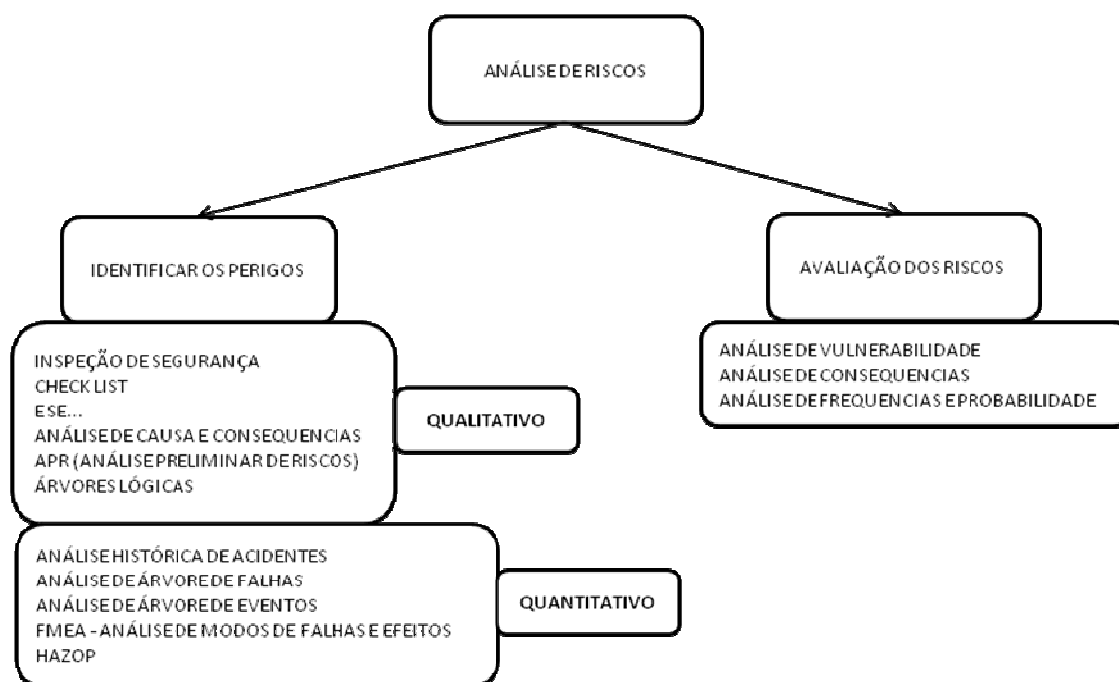 ANÁLISE DE RISCOS
IDENTIFICAR OS PERIGOS
INSPEÇÃO DE SEGURANÇA
CHECK LIST
E SE...
ANÁLISE DE CAUSA E CONSEQUENCIAS
APR (ANÁLISE PRELIMINAR DE RISCOS)
ÁRVORES LÓGICAS
QUALITATIVO
ANÁLISE HISTÓRICA DE ACIDENTES
ANÁLISE DE ÁRVORE DE FALHAS
ANÁLISE DE ÁRVORE DE EVENTOS
FMEA - ANÁLISE DE MODOS DE FALHAS E EFEITOS
HAZOP
QUANTITATIVO
AVALIAÇÃO DOS RISCOS
ANÁLISE DE VULNERABILIDADE
ANÁLISE DE CONSEQUENCIAS
ANÁLISE DE FREQUENCIAS E PROBABILIDADE